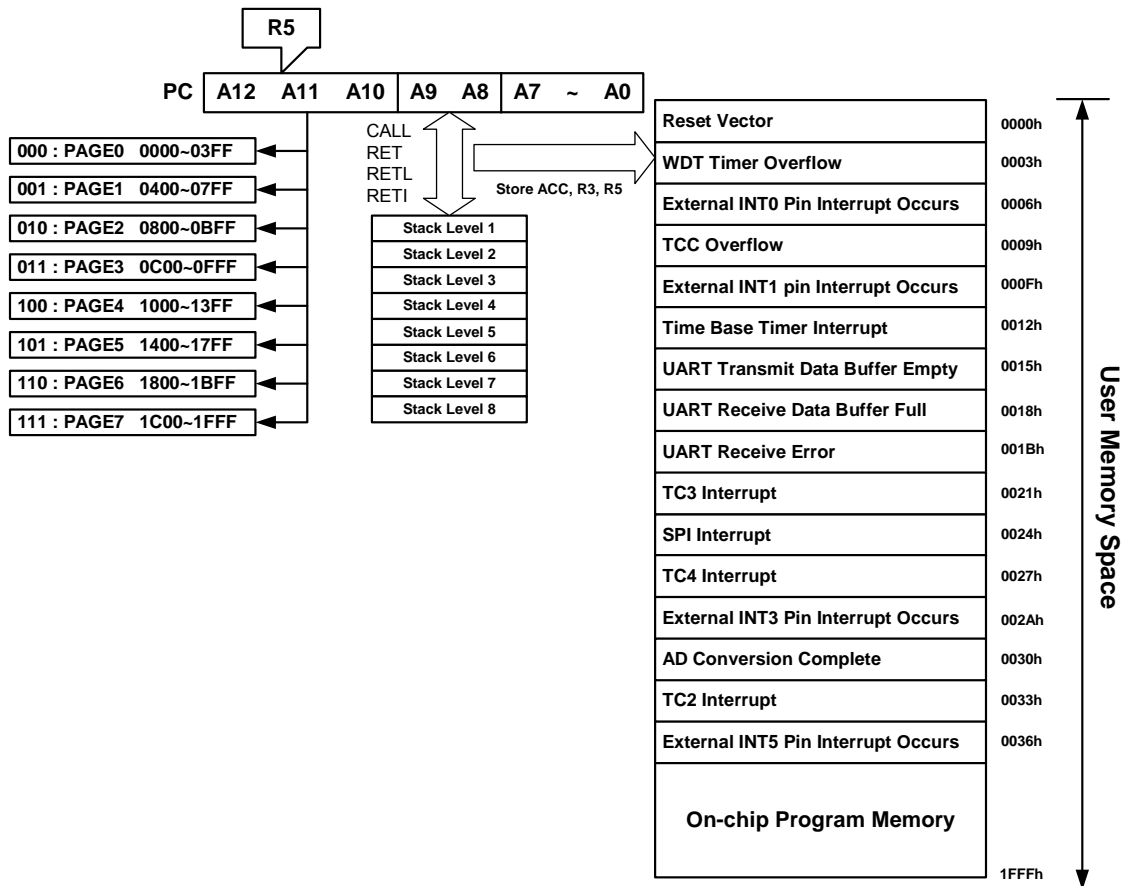 R5
PC A12 A11 A10 A9 A8 A7 ~ A0
000 : PAGE0 0000~03FF
001 : PAGE1 0400~07FF
010 : PAGE2 0800~0BFF
011 : PAGE3 0C00~0FFF
100 : PAGE4 1000~13FF
101 : PAGE5 1400~17FF
110 : PAGE6 1800~1BFF
111 : PAGE7 1C00~1FFF
CALL
RET
RETL
RETI
Store ACC, R3, R5
Stack Level 1
Stack Level 2
Stack Level 3
Stack Level 4
Stack Level 5
Stack Level 6
Stack Level 7
Stack Level 8
Reset Vector 0000h
WDT Timer Overflow 0003h
External INT0 Pin Interrupt Occurs 0006h
TCC Overflow 0009h
External INT1 pin Interrupt Occurs 000Fh
Time Base Timer Interrupt 0012h
UART Transmit Data Buffer Empty 0015h
UART Receive Data Buffer Full 0018h
UART Receive Error 001Bh
TC3 Interrupt 0021h
SPI Interrupt 0024h
TC4 Interrupt 0027h
External INT3 Pin Interrupt Occurs 002Ah
AD Conversion Complete 0030h
TC2 Interrupt 0033h
External INT5 Pin Interrupt Occurs 0036h
On-chip Program Memory
1FFFh
User Memory Space